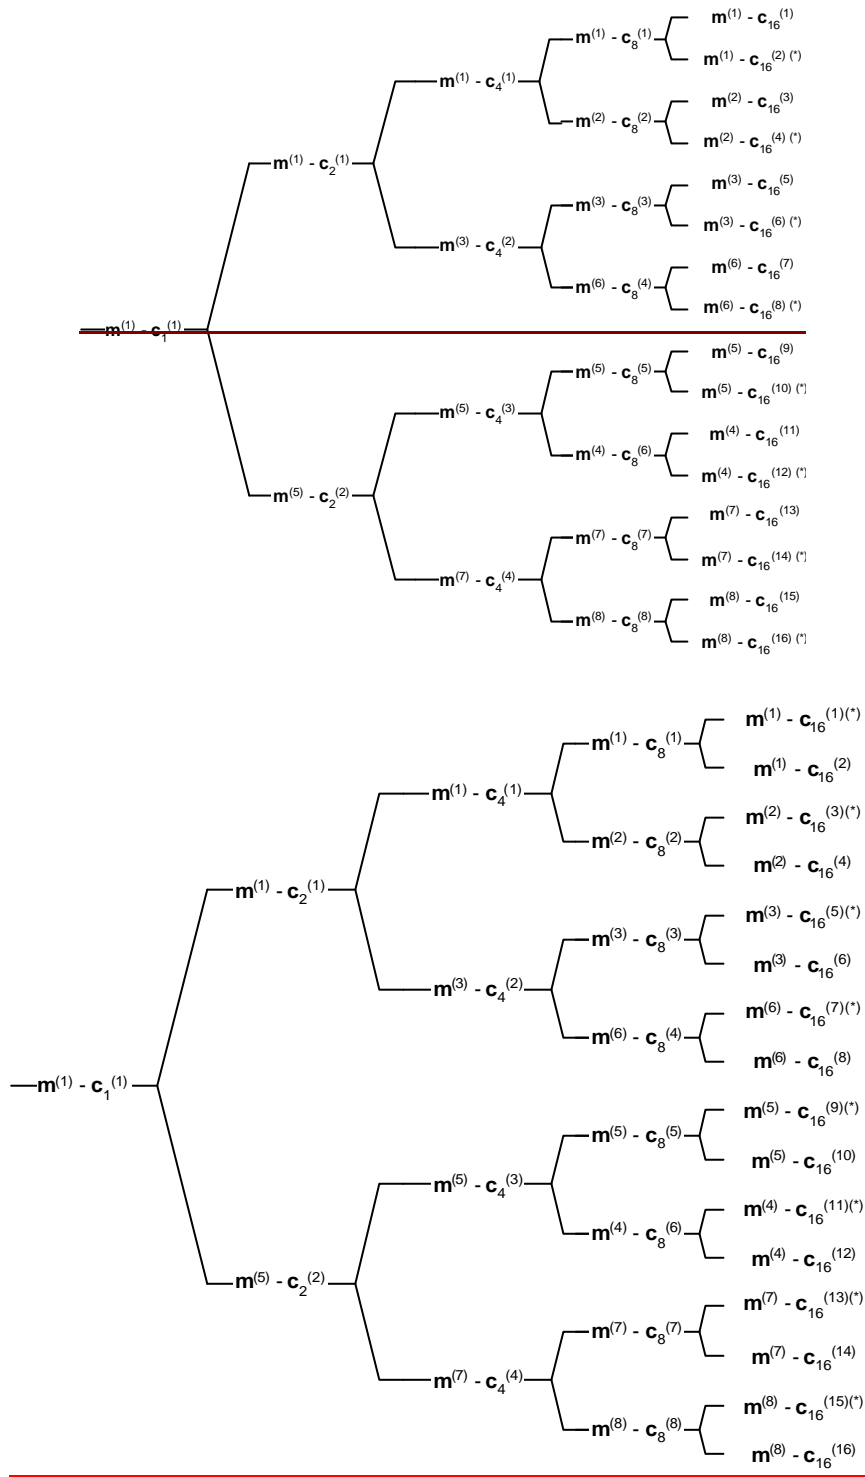 m(1) - c16(1)
m(1) - c8(1)
m(1) - c16(2) (*)
m(1) - c4(1)
m(2) - c16(3)
m(2) - c8(2)
m(2) - c16(4) (*)
m(1) - c2(1)
m(3) - c16(5)
m(3) - c8(3)
m(3) - c16(6) (*)
m(3) - c4(2)
m(6) - c16(7)
m(6) - c8(4)
m(6) - c16(8) (*)
m(1) - c1(1)
m(5) - c16(9)
m(5) - c8(5)
m(5) - c16(10) (*)
m(5) - c4(3)
m(4) - c16(11)
m(4) - c8(6)
m(4) - c16(12) (*)
m(5) - c2(2)
m(7) - c16(13)
m(7) - c8(7)
m(7) - c16(14) (*)
m(7) - c4(4)
m(8) - c16(15)
m(8) - c8(8)
m(8) - c16(16) (*)
m(1) - c16(1)(*)
m(1) - c8(1)
m(1) - c16(2)
m(1) - c4(1)
m(2) - c16(3)(*)
m(2) - c8(2)
m(2) - c16(4)
m(1) - c2(1)
m(3) - c16(5)(*)
m(3) - c8(3)
m(3) - c16(6)
m(3) - c4(2)
m(6) - c16(7)(*)
m(6) - c8(4)
m(6) - c16(8)
m(1) - c1(1)
m(5) - c16(9)(*)
m(5) - c8(5)
m(5) - c16(10)
m(5) - c4(3)
m(4) - c16(11)(*)
m(4) - c8(6)
m(4) - c16(12)
m(5) - c2(2)
m(7) - c16(13)(*)
m(7) - c8(7)
m(7) - c16(14)
m(7) - c4(4)
m(8) - c16(15)(*)
m(8) - c8(8)
m(8) - c16(16)